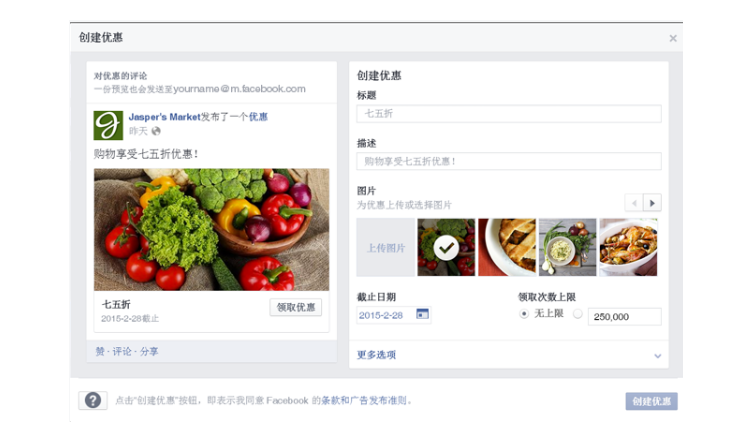 创建优惠
对优惠的评论
一份预览也会发送至yourname@m.facebook.com
Jasper's Market发布了一个优惠
昨天
购物享受七五折优惠!
七五折
2015-2-28截止
领取优惠
赞 · 评论 · 分享
创建优惠
标题
七五折
描述
购物享受七五折优惠!
图片
为优惠上传或选择图片
上传图片
截止日期
2015-2-28
领取次数上限
无上限
250,000
更多选项
点击“创建优惠”按钮，即表示我同意 Facebook 的条款和广告发布准则。
创建优惠